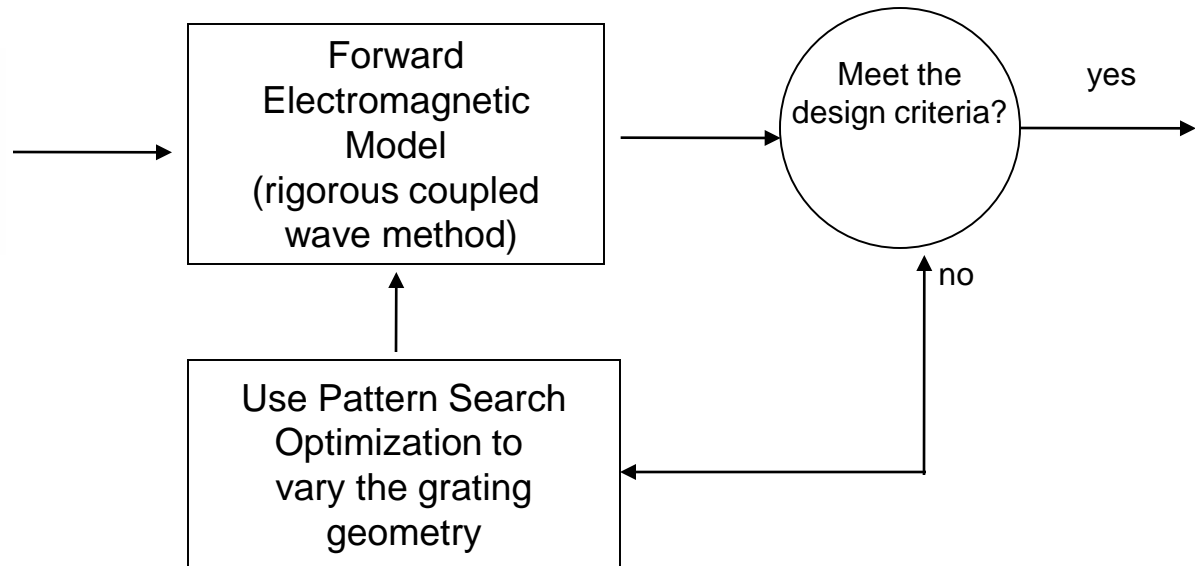 Forward
Electromagnetic
Model
(rigorous coupled
wave method)
Meet the
design criteria?
yes
no
Use Pattern Search
Optimization to
vary the grating
geometry